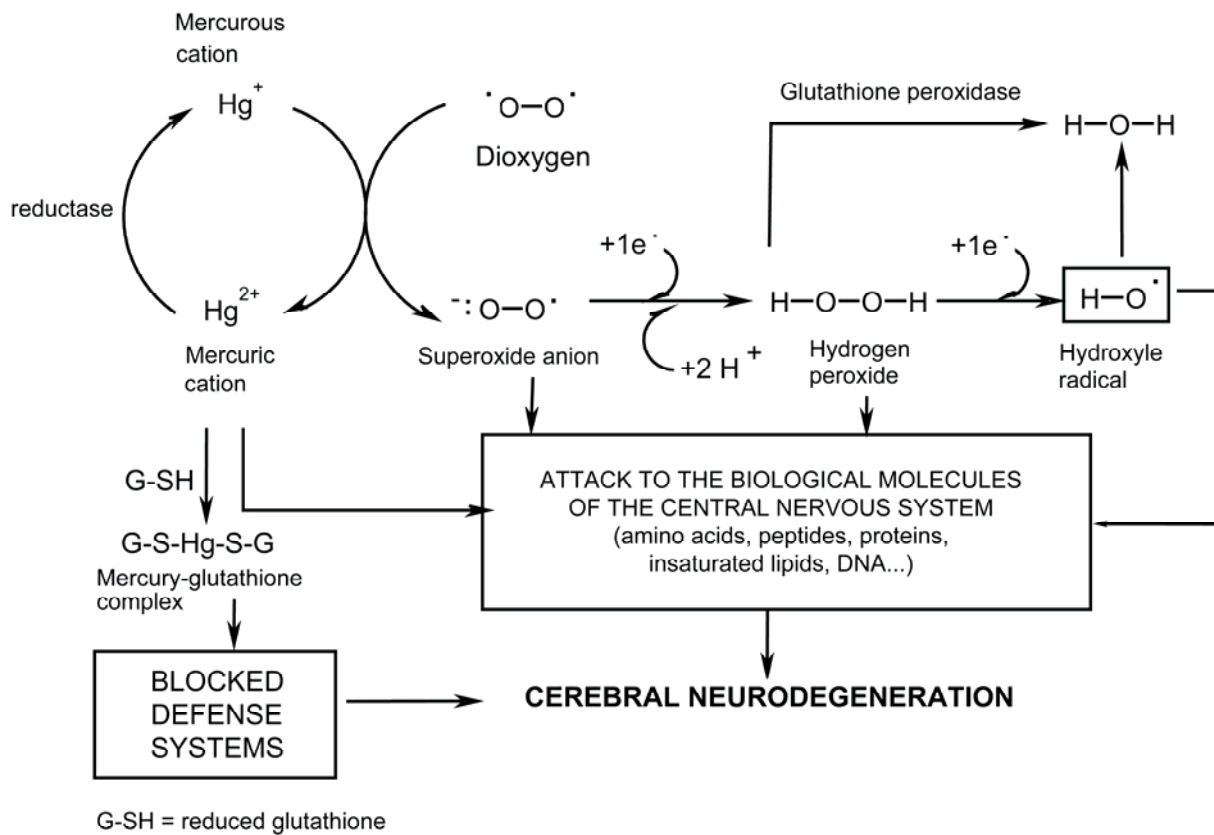 Mercurous
cation
Hg⁺
reductase
Hg²⁺
Mercuric
cation
·O–O·
Dioxygen
⁻:O–O·
Superoxide anion
+1e⁻
+2 H⁺
H–O–O–H
Hydrogen
peroxide
Glutathione peroxidase
H–O–H
+1e⁻
H–O·
Hydroxyle
radical
G-SH
G-S-Hg-S-G
Mercury-glutathione
complex
BLOCKED
DEFENSE
SYSTEMS
ATTACK TO THE BIOLOGICAL MOLECULES
OF THE CENTRAL NERVOUS SYSTEM
(amino acids, peptides, proteins,
insaturated lipids, DNA...)
CEREBRAL NEURODEGENERATION
G-SH = reduced glutathione